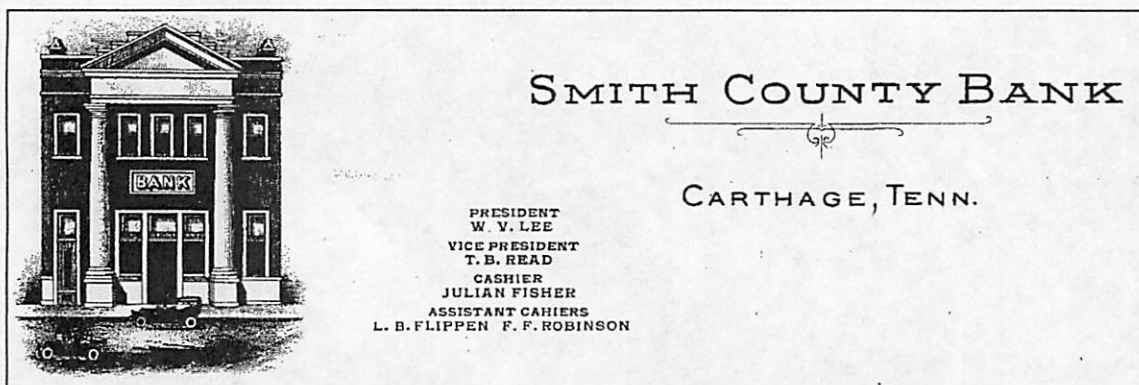 BANK
SMITH COUNTY BANK
CARTHAGE, TENN.
PRESIDENT
W. V. LEE
VICE PRESIDENT
T. B. READ
CASHIER
JULIAN FISHER
ASSISTANT CAHIERS
L. B. FLIPPEN F. F. ROBINSON